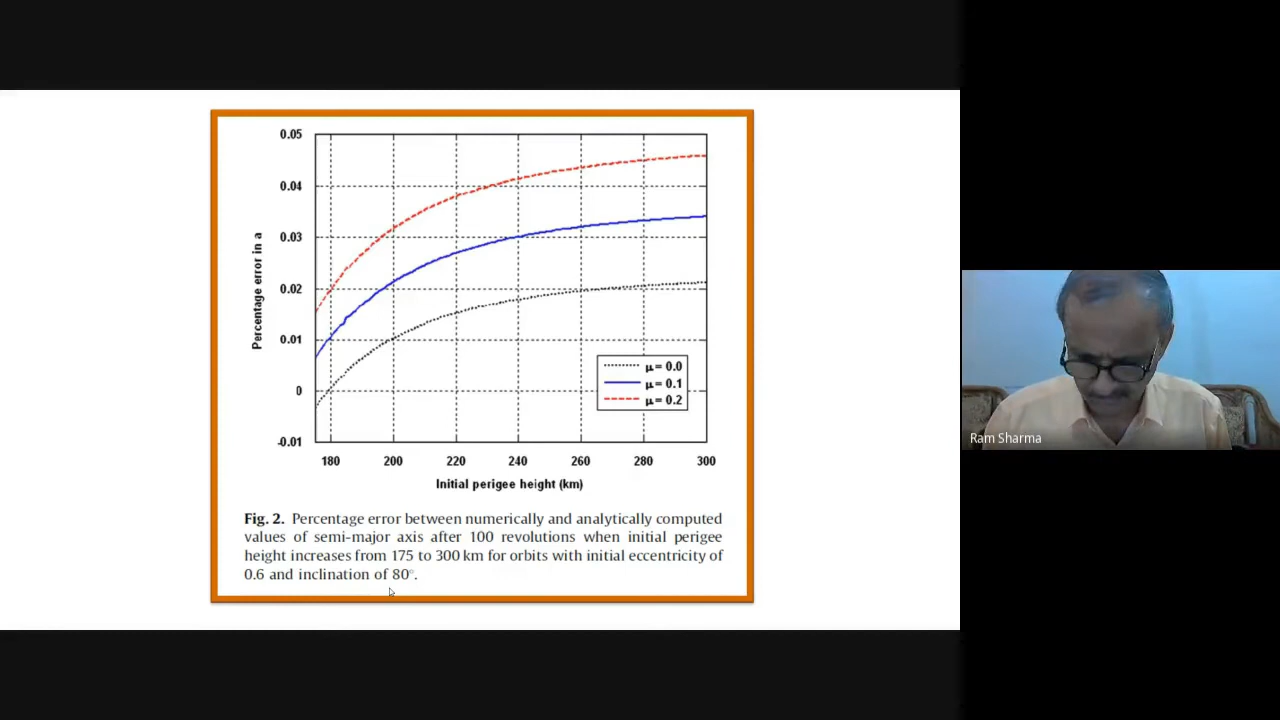 0.05
0.04
0.03
0.02
0.01
0
-0.01
Percentage error in a
μ = 0.0
μ = 0.1
μ = 0.2
180 200 220 240 260 280 300
Initial perigee height (km)
Fig. 2. Percentage error between numerically and analytically computed
values of semi-major axis after 100 revolutions when initial perigee
height increases from 175 to 300 km for orbits with initial eccentricity of
0.6 and inclination of 80°.
Ram Sharma